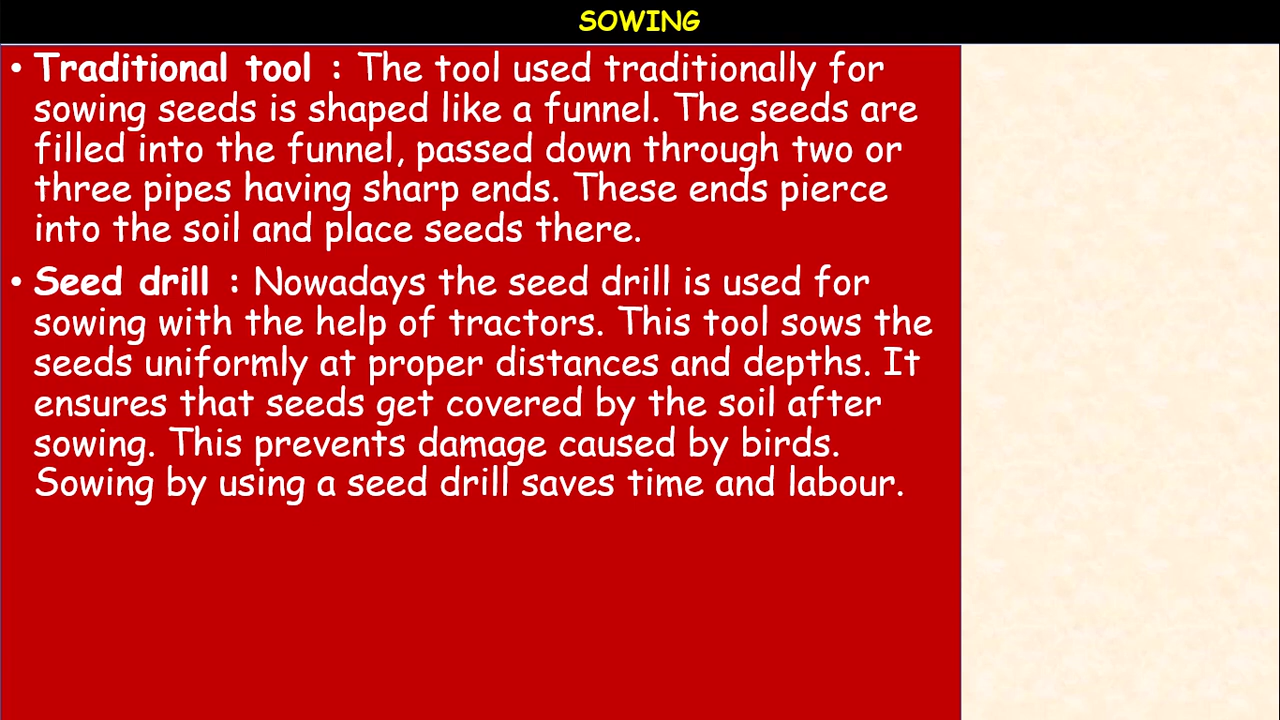 SOWING
• Traditional tool : The tool used traditionally for
sowing seeds is shaped like a funnel. The seeds are
filled into the funnel, passed down through two or
three pipes having sharp ends. These ends pierce
into the soil and place seeds there.
• Seed drill : Nowadays the seed drill is used for
sowing with the help of tractors. This tool sows the
seeds uniformly at proper distances and depths. It
ensures that seeds get covered by the soil after
sowing. This prevents damage caused by birds.
Sowing by using a seed drill saves time and labour.